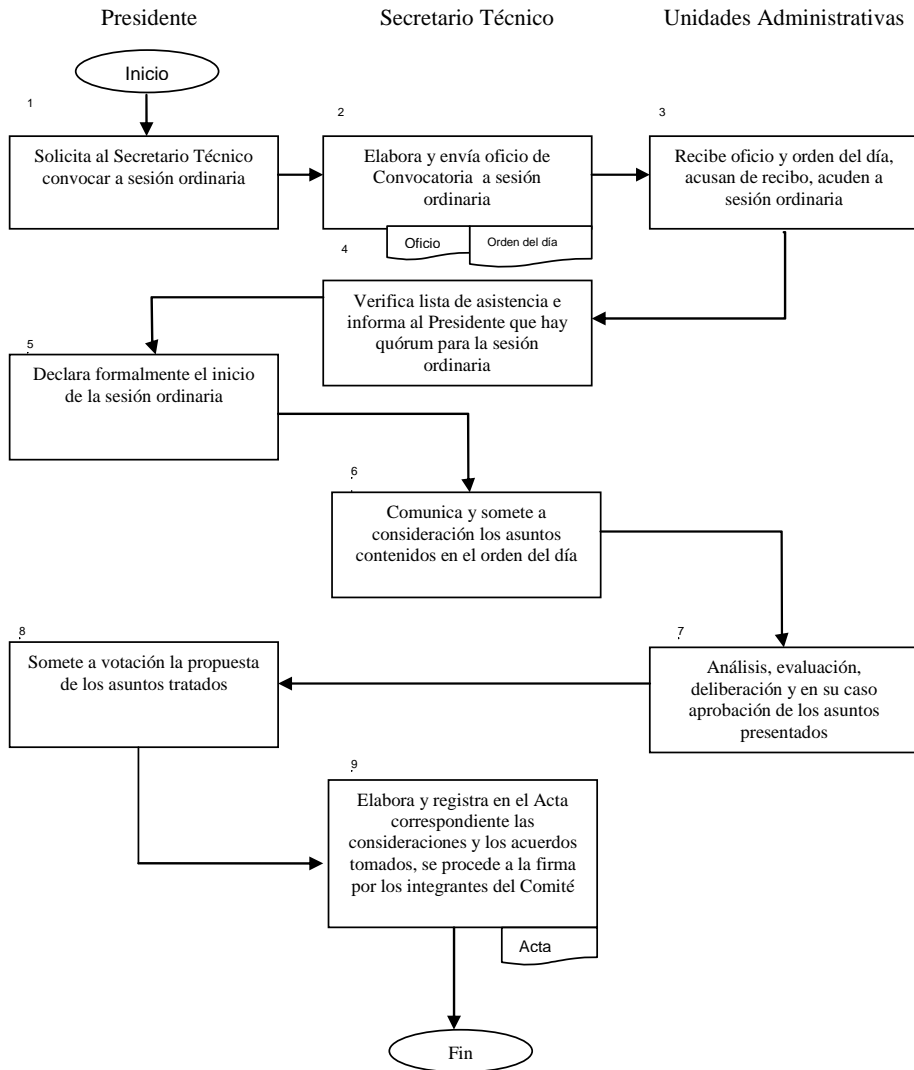 Presidente
Secretario Técnico
Unidades Administrativas
Inicio
1
Solicita al Secretario Técnico
convocar a sesión ordinaria
2
Elabora y envía oficio de
Convocatoria a sesión
ordinaria
Oficio
Orden del día
3
Recibe oficio y orden del día,
acusan de recibo, acuden a
sesión ordinaria
4
Verifica lista de asistencia e
informa al Presidente que hay
quórum para la sesión
ordinaria
5
Declara formalmente el inicio
de la sesión ordinaria
6
Comunica y somete a
consideración los asuntos
contenidos en el orden del día
7
Análisis, evaluación,
deliberación y en su caso
aprobación de los asuntos
presentados
8
Somete a votación la propuesta
de los asuntos tratados
9
Elabora y registra en el Acta
correspondiente las
consideraciones y los acuerdos
tomados, se procede a la firma
por los integrantes del Comité
Acta
Fin